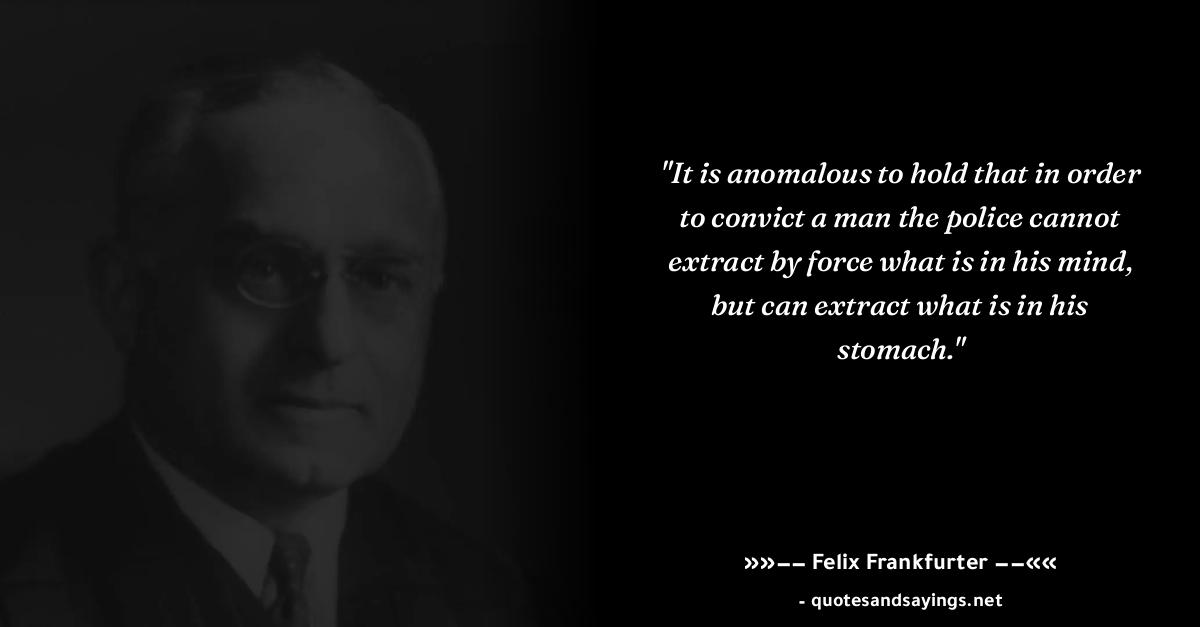 "It is anomalous to hold that in order
to convict a man the police cannot
extract by force what is in his mind,
but can extract what is in his
stomach."
»»–– Felix Frankfurter ––««
- quotesandsayings.net